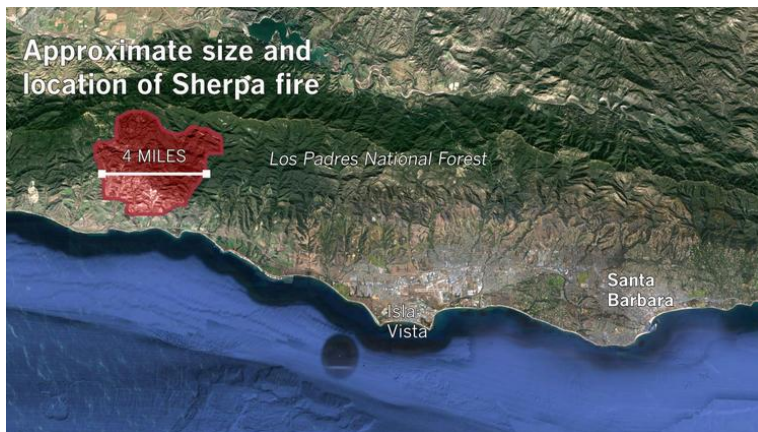 Approximate size and
location of Sherpa fire
4 MILES
Los Padres National Forest
Santa
Barbara
Isla
Vista